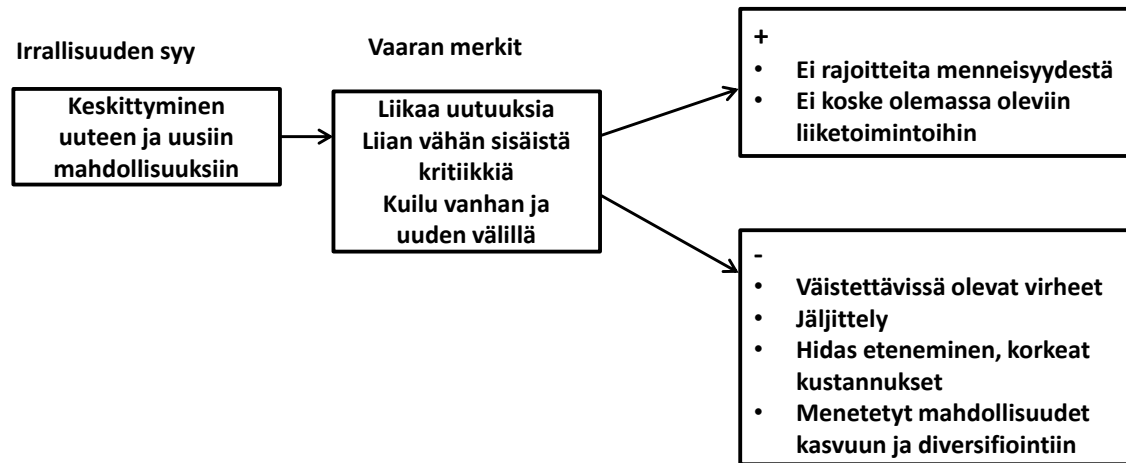 Irrallisuuden syy
Keskittyminen
uuteen ja uusiin
mahdollisuuksiin
Vaaran merkit
Liikaa uutuuksia
Liian vähän sisäistä
kritiikkiä
Kuilu vanhan ja
uuden välillä
+
• Ei rajoitteita menneisyydestä
• Ei koske olemassa oleviin
liiketoimintoihin
-
• Väistettävissä olevat virheet
• Jäljittely
• Hidas eteneminen, korkeat
kustannukset
• Menetetyt mahdollisuudet
kasvuun ja diversifiointiin